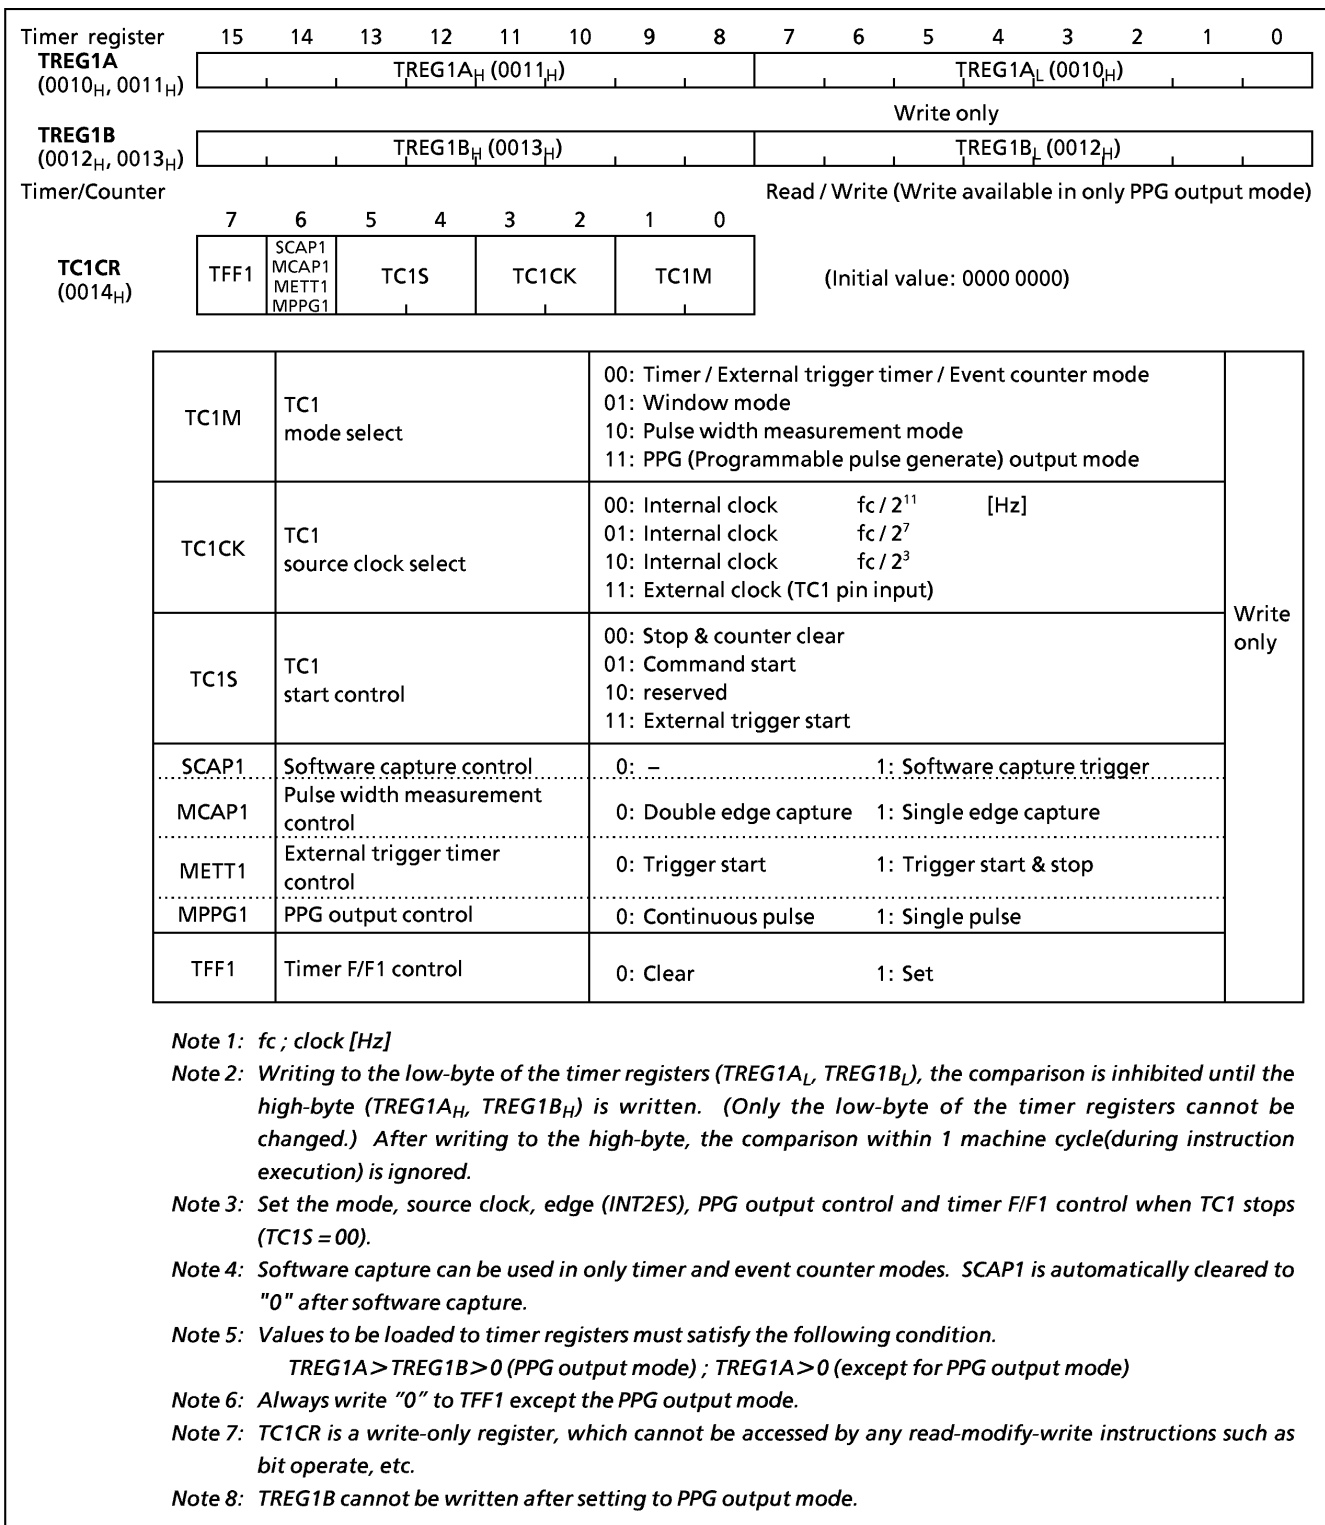 Timer register 15 14 13 12 11 10 9 8 7 6 5 4 3 2 1 0
TREG1A
(0010H, 0011H) TREG1AH (0011H) TREG1AL (0010H)
Write only
TREG1B
(0012H, 0013H) TREG1BH (0013H) TREG1BL (0012H)
Timer/Counter Read / Write (Write available in only PPG output mode)
7 6 5 4 3 2 1 0
TC1CR
(0014H) TFF1 SCAP1 MCAP1 METT1 MPPG1 TC1S TC1CK TC1M (Initial value: 0000 0000)
TC1M TC1 mode select
00: Timer / External trigger timer / Event counter mode
01: Window mode
10: Pulse width measurement mode
11: PPG (Programmable pulse generate) output mode
TC1CK TC1 source clock select
00: Internal clock fc / 2¹¹ [Hz]
01: Internal clock fc / 2⁷
10: Internal clock fc / 2³
11: External clock (TC1 pin input)
TC1S TC1 start control
00: Stop & counter clear
01: Command start
10: reserved
11: External trigger start
Write only
SCAP1 Software capture control 0: – 1: Software capture trigger
MCAP1 Pulse width measurement control 0: Double edge capture 1: Single edge capture
METT1 External trigger timer control 0: Trigger start 1: Trigger start & stop
MPPG1 PPG output control 0: Continuous pulse 1: Single pulse
TFF1 Timer F/F1 control 0: Clear 1: Set
Note 1: fc ; clock [Hz]
Note 2: Writing to the low-byte of the timer registers (TREG1AL, TREG1BL), the comparison is inhibited until the
high-byte (TREG1AH, TREG1BH) is written. (Only the low-byte of the timer registers cannot be
changed.) After writing to the high-byte, the comparison within 1 machine cycle(during instruction
execution) is ignored.
Note 3: Set the mode, source clock, edge (INT2ES), PPG output control and timer F/F1 control when TC1 stops
(TC1S = 00).
Note 4: Software capture can be used in only timer and event counter modes. SCAP1 is automatically cleared to
"0" after software capture.
Note 5: Values to be loaded to timer registers must satisfy the following condition.
TREG1A > TREG1B > 0 (PPG output mode) ; TREG1A > 0 (except for PPG output mode)
Note 6: Always write "0" to TFF1 except the PPG output mode.
Note 7: TC1CR is a write-only register, which cannot be accessed by any read-modify-write instructions such as
bit operate, etc.
Note 8: TREG1B cannot be written after setting to PPG output mode.